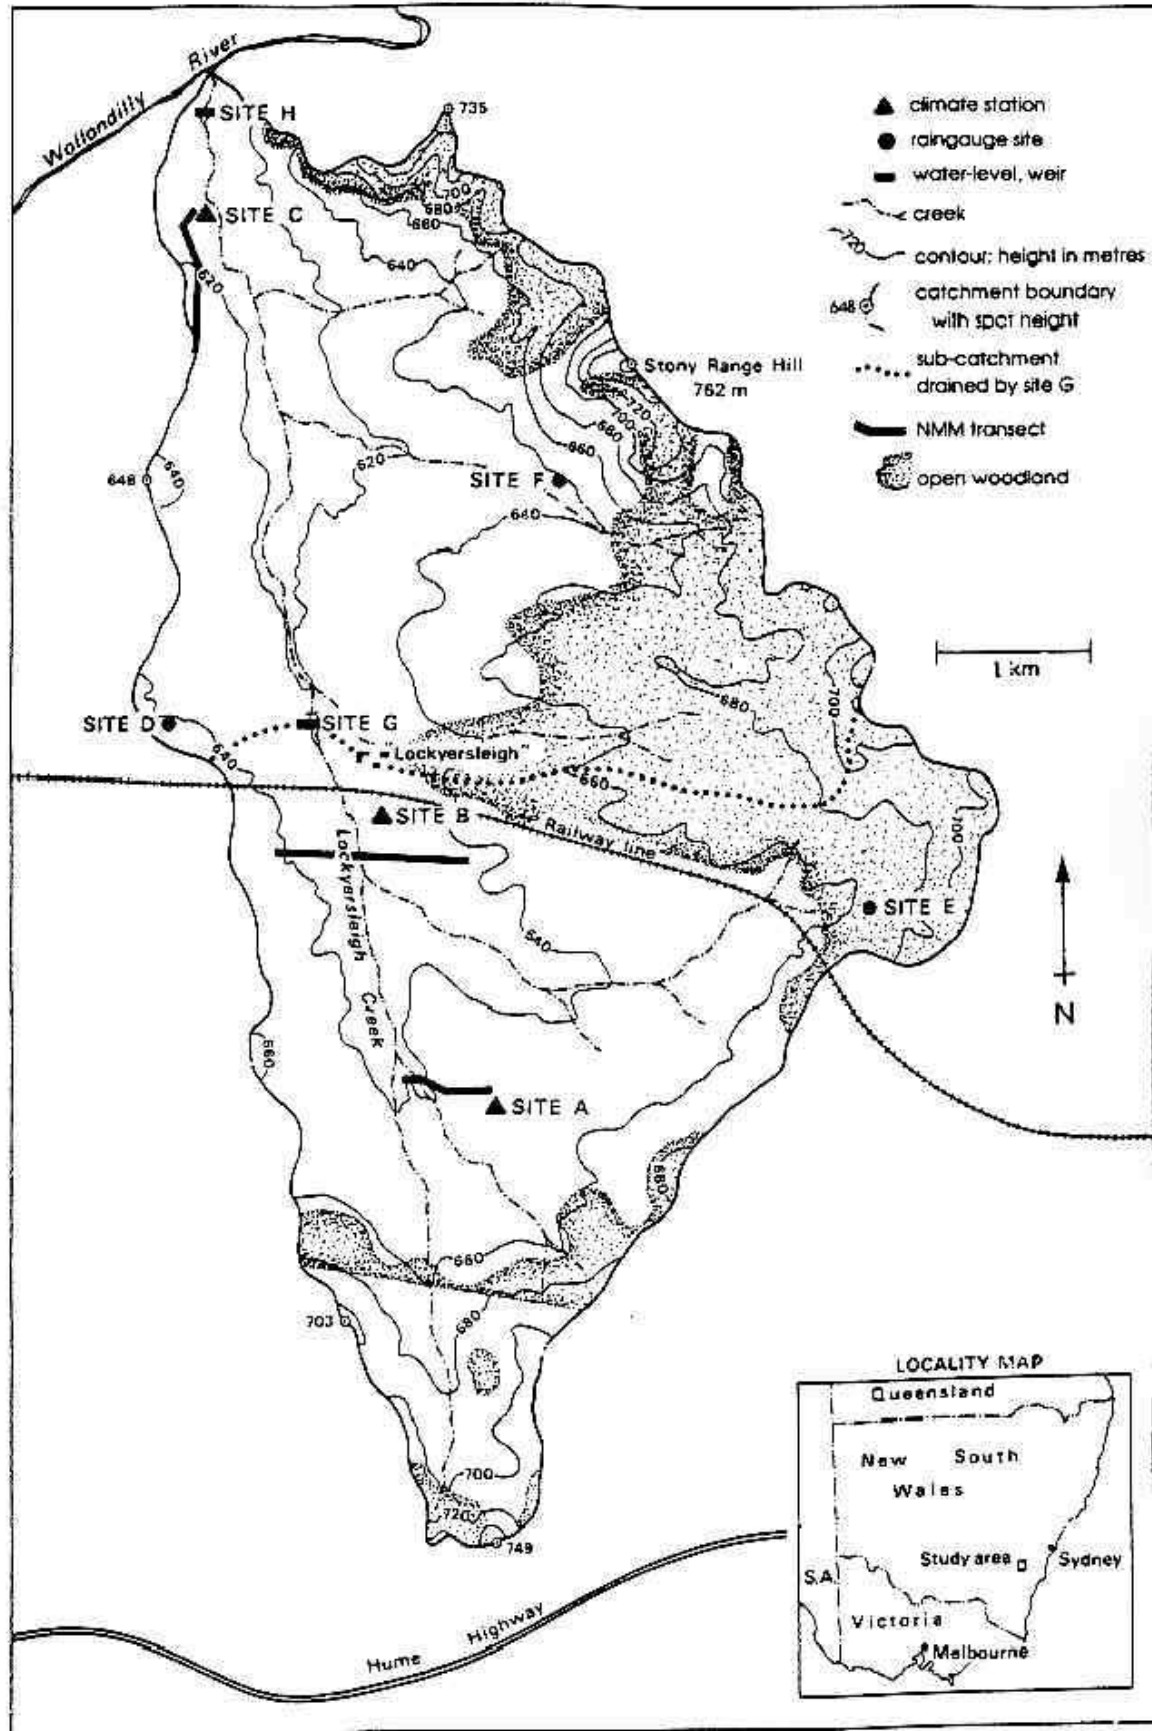 Wollondilly River
SITE H
735
climate station
raingauge site
water-level, weir
creek
720
contour; height in metres
648
catchment boundary
with spot height
sub-catchment
drained by site G
NMM transect
open woodland
SITE C
700
680
660
640
620
Stony Range Hill
762 m
720
700
680
660
648
640
620
SITE F
640
1 km
680
700
SITE D
SITE G
640
"Lockyersleigh"
660
SITE B
Railway line
700
Lockyersleigh
Creek
640
SITE E
N
660
SITE A
680
660
703
680
700
720
749
LOCALITY MAP
Queensland
New South
Wales
Study area
Sydney
S.A.
Victoria
Melbourne
Hume Highway